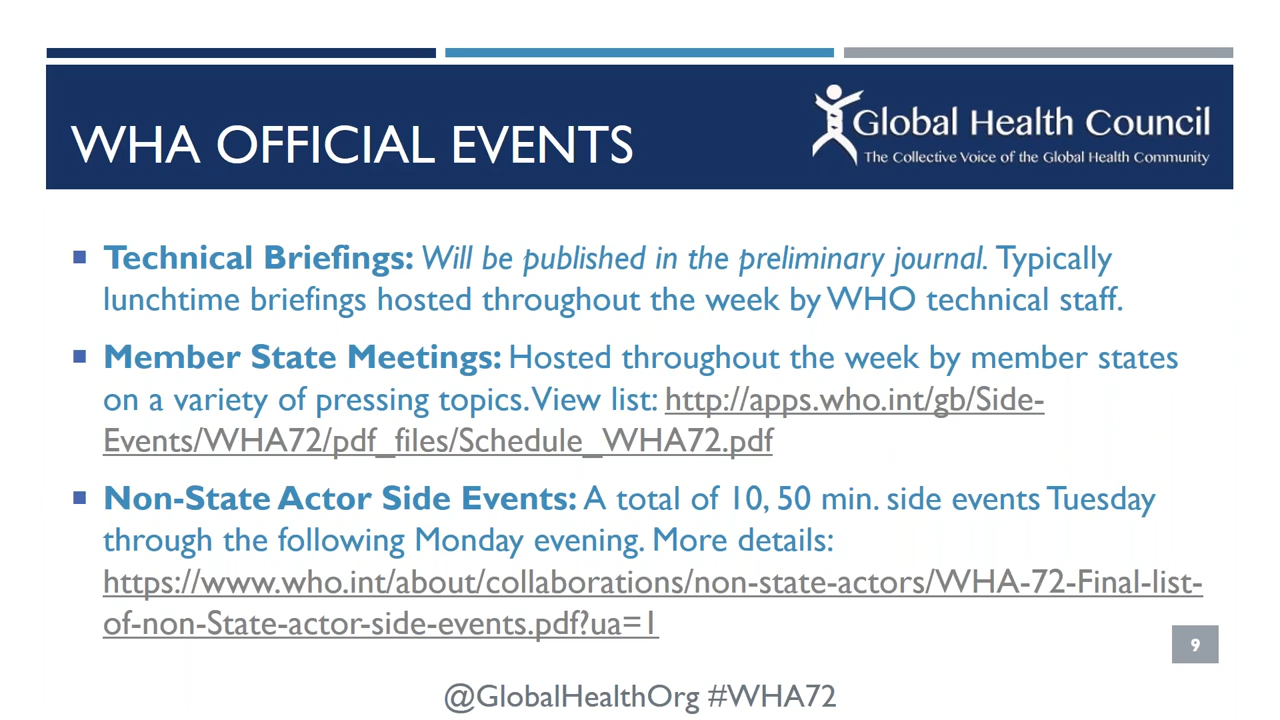 WHA OFFICIAL EVENTS
Global Health Council
The Collective Voice of the Global Health Community
Technical Briefings: Will be published in the preliminary journal. Typically
lunchtime briefings hosted throughout the week by WHO technical staff.
Member State Meetings: Hosted throughout the week by member states
on a variety of pressing topics. View list: http://apps.who.int/gb/Side-
Events/WHA72/pdf_files/Schedule_WHA72.pdf
Non-State Actor Side Events: A total of 10, 50 min. side events Tuesday
through the following Monday evening. More details:
https://www.who.int/about/collaborations/non-state-actors/WHA-72-Final-list-
of-non-State-actor-side-events.pdf?ua=1
9
@GlobalHealthOrg #WHA72